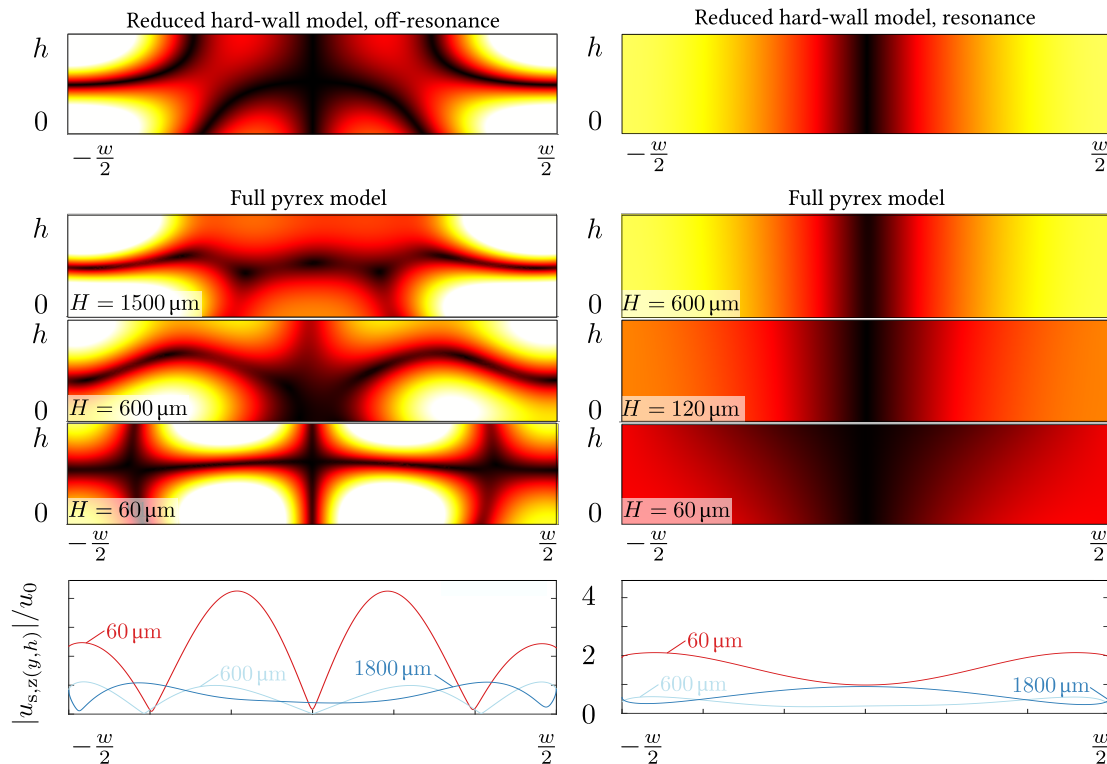 Reduced hard-wall model, off-resonance
Reduced hard-wall model, resonance
h
0
−w/2
w/2
0
h
−w/2
w/2
Full pyrex model
Full pyrex model
h
0
H = 1500 µm
h
0
H = 600 µm
h
0
H = 60 µm
−w/2
w/2
h
0
H = 600 µm
h
0
H = 120 µm
h
0
H = 60 µm
−w/2
w/2
|u_{s,z(y,h)}|/u_0
60 µm
600 µm
1800 µm
−w/2
w/2
4
2
0
60 µm
600 µm
1800 µm
−w/2
w/2